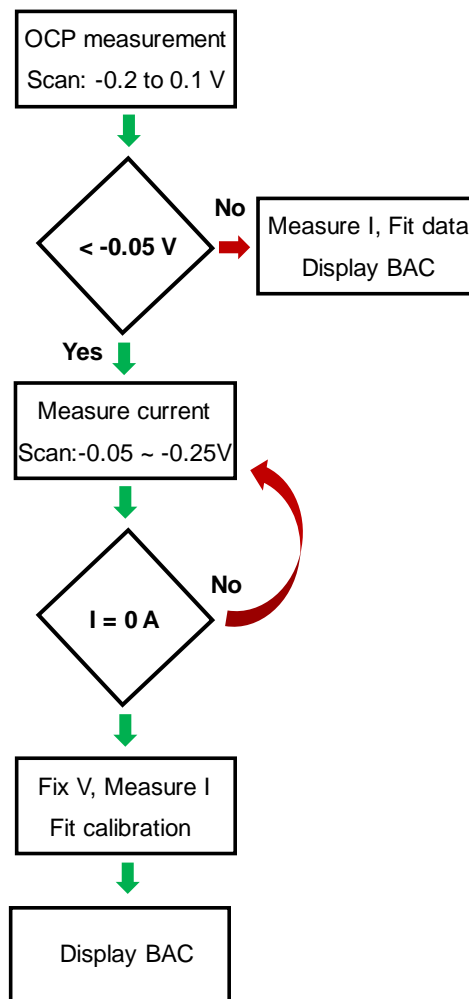 OCP measurement
Scan: -0.2 to 0.1 V
< -0.05 V
No
Measure I, Fit data
Display BAC
Yes
Measure current
Scan:-0.05 ~ -0.25V
I = 0 A
No
Fix V, Measure I
Fit calibration
Display BAC